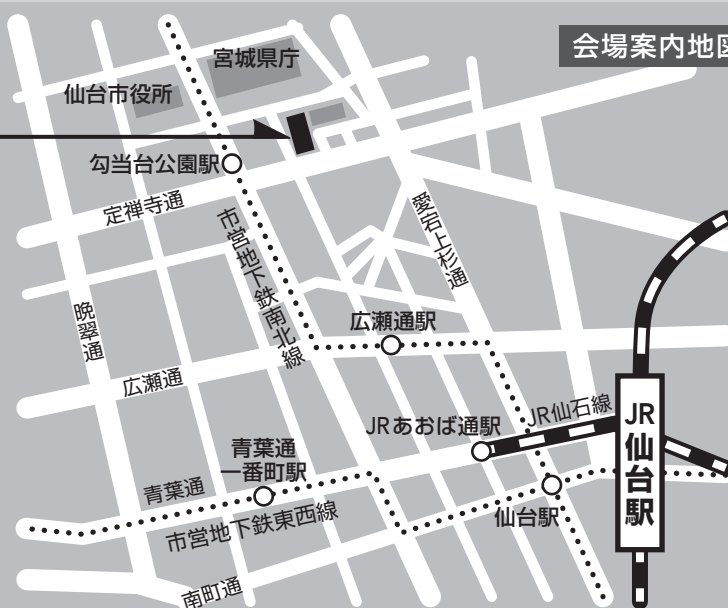 会場案内地図
宮城県庁
仙台市役所
勾当台公園駅
定禅寺通
市営地下鉄南北線
愛宕上杉通
晩翠通
広瀬通駅
広瀬通
JRあおば通駅
JR仙石線
JR
仙台駅
青葉通
一番町駅
青葉通
市営地下鉄東西線
仙台駅
南町通